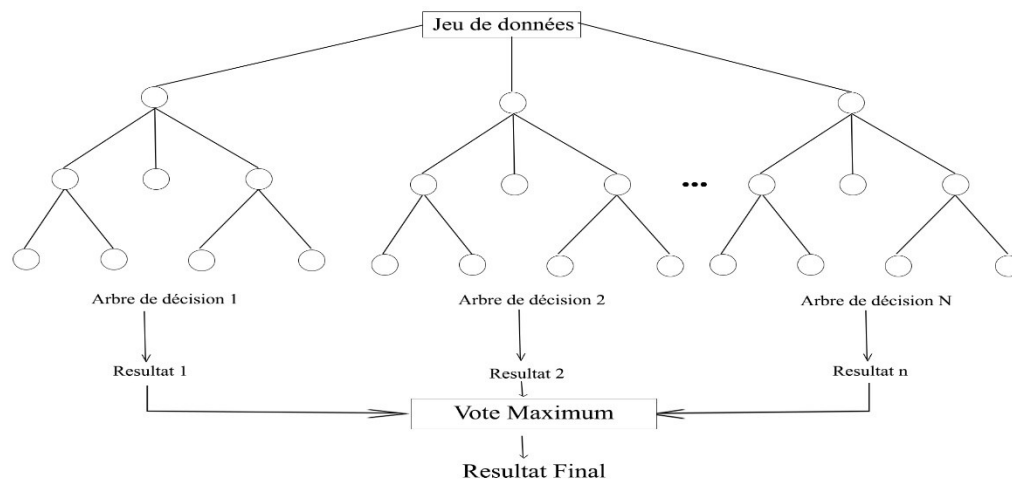 Jeu de données
•••
Arbre de décision 1
Arbre de décision 2
Arbre de décision N
Resultat 1
Resultat 2
Resultat n
Vote Maximum
Resultat Final